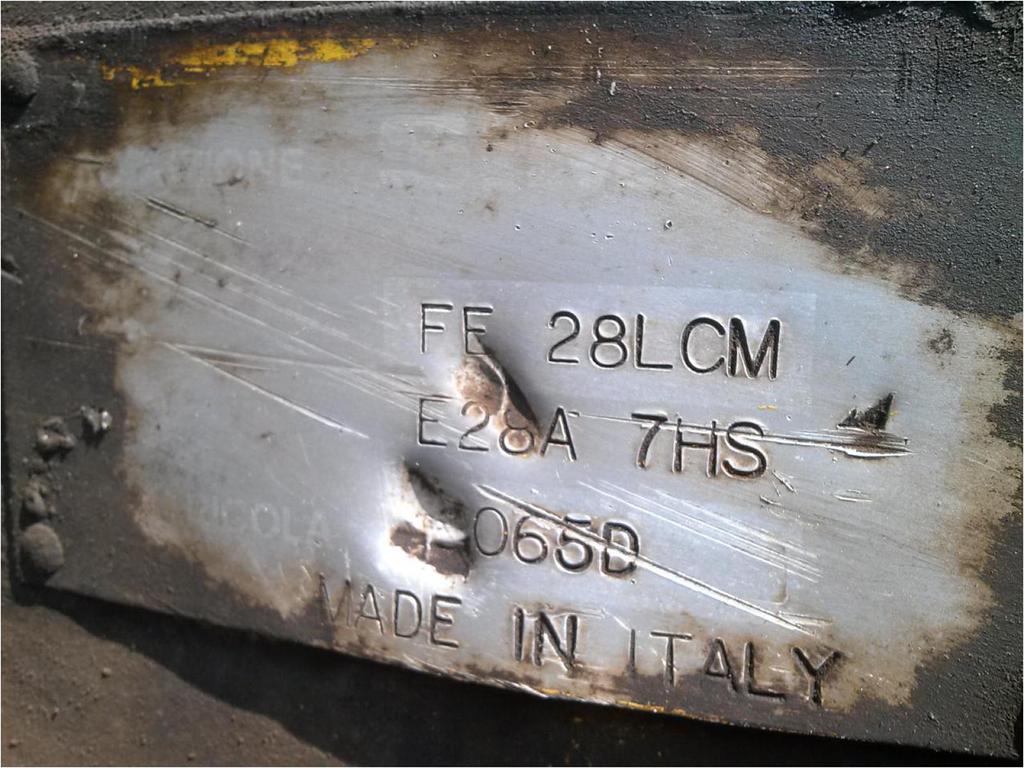 FE 28LCM
E28A 7HS
065D
MADE IN ITALY